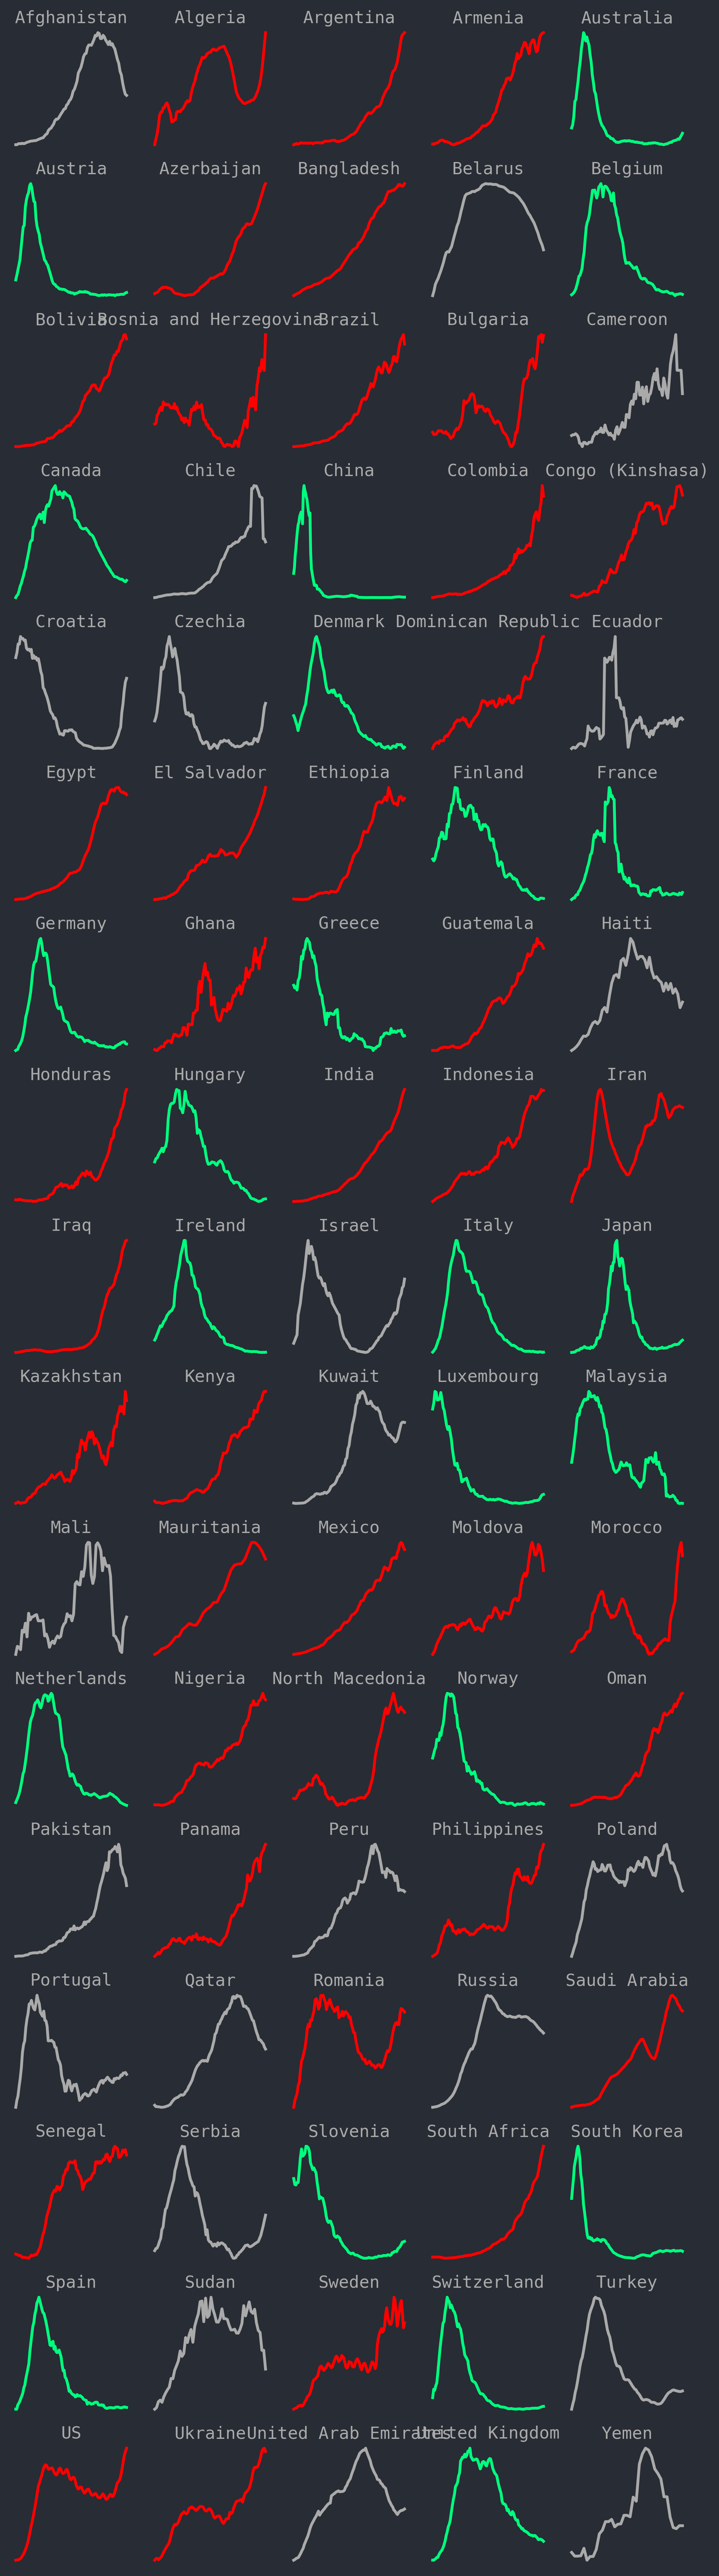 Afghanistan Algeria Argentina Armenia Australia
Austria Azerbaijan Bangladesh Belarus Belgium
Bolivia Bosnia and Herzegovina Brazil Bulgaria Cameroon
Canada Chile China Colombia Congo (Kinshasa)
Croatia Czechia Denmark Dominican Republic Ecuador
Egypt El Salvador Ethiopia Finland France
Germany Ghana Greece Guatemala Haiti
Honduras Hungary India Indonesia Iran
Iraq Ireland Israel Italy Japan
Kazakhstan Kenya Kuwait Luxembourg Malaysia
Mali Mauritania Mexico Moldova Morocco
Netherlands Nigeria North Macedonia Norway Oman
Pakistan Panama Peru Philippines Poland
Portugal Qatar Romania Russia Saudi Arabia
Senegal Serbia Slovenia South Africa South Korea
Spain Sudan Sweden Switzerland Turkey
US Ukraine United Arab Emirates United Kingdom Yemen